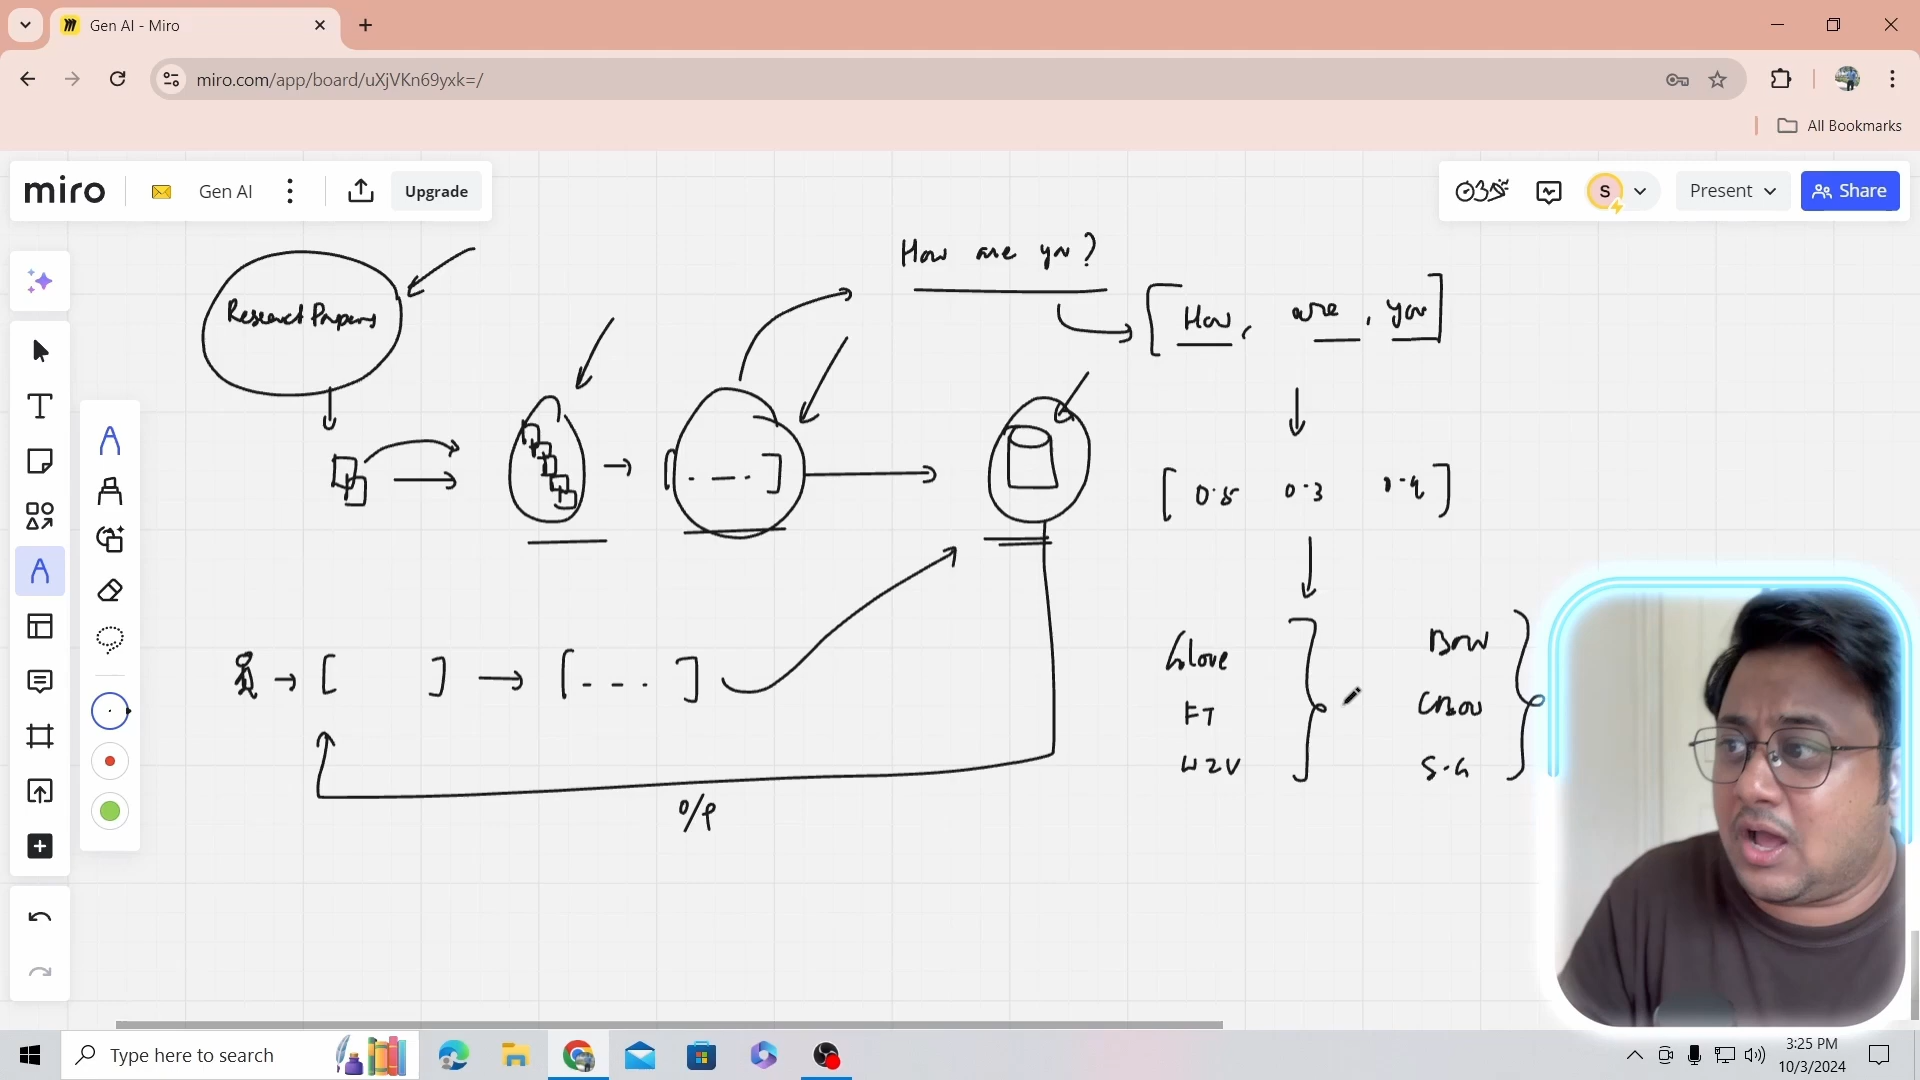 Gen AI - Miro
miro.com/app/board/uXjVKn69yxk=/
All Bookmarks
miro
Gen AI
Upgrade
S
Present
Share
How are you?
Research Papers
[How, are, you]
[....]
[0.5 0.3 0.4]
[ ] → [...]
Glove
FT
W2V
BOW
CBOW
S.G
O/P
Type here to search
3:25 PM
10/3/2024